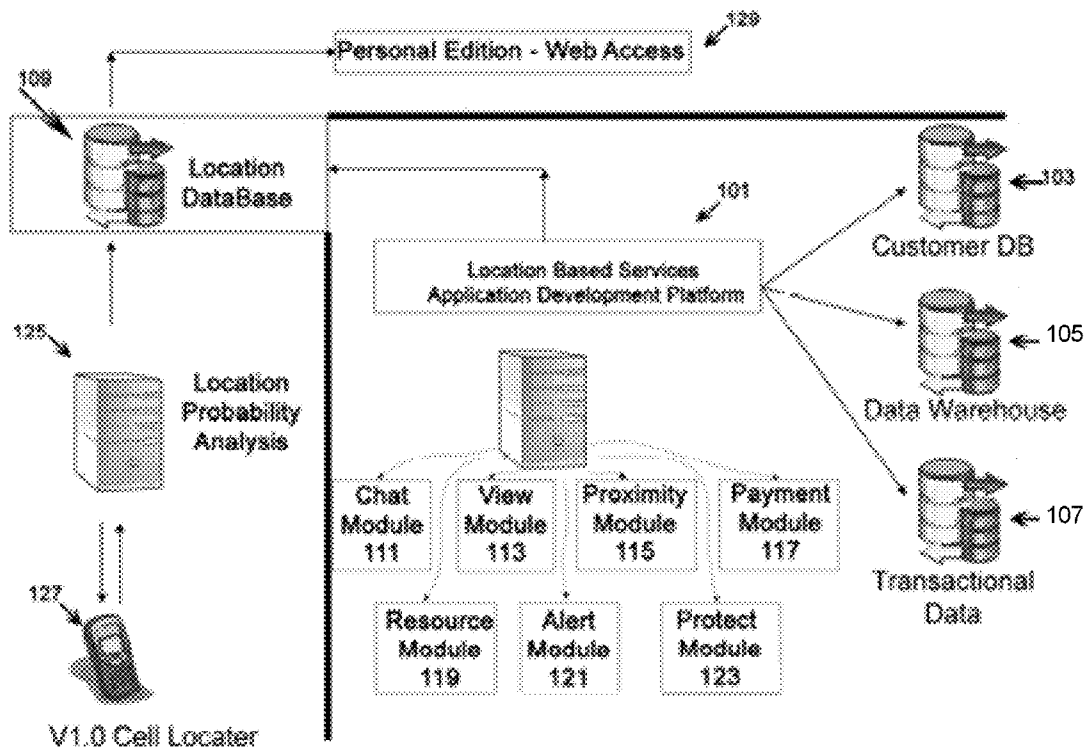 129
Personal Edition - Web Access
109
Location
DataBase
101
103
Customer DB
Location Based Services
Application Development Platform
125
Location
Probability
Analysis
105
Data Warehouse
Chat
Module
111
View
Module
113
Proximity
Module
115
Payment
Module
117
107
Transactional
Data
127
Resource
Module
119
Alert
Module
121
Protect
Module
123
V1.0 Cell Locater